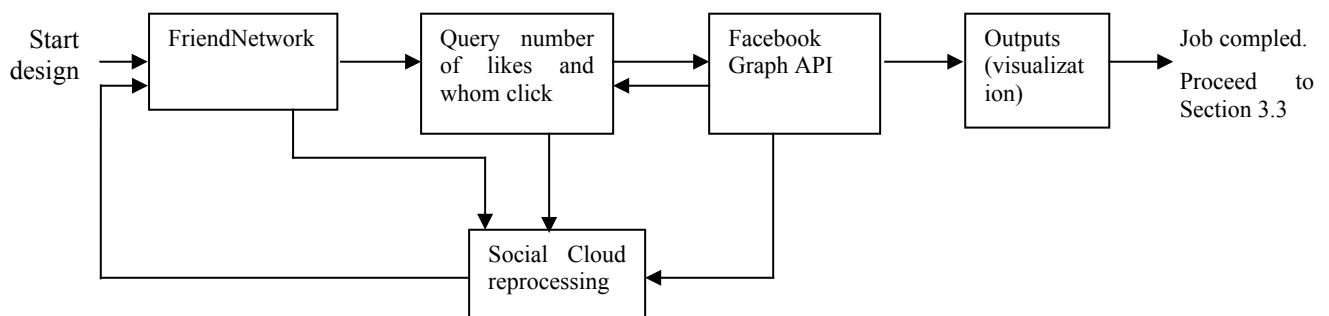 Start
design
FriendNetwork
Query number
of likes and
whom click
Facebook
Graph API
Outputs
(visualizat
ion)
Job compled.
Proceed to
Section 3.3
Social Cloud
reprocessing